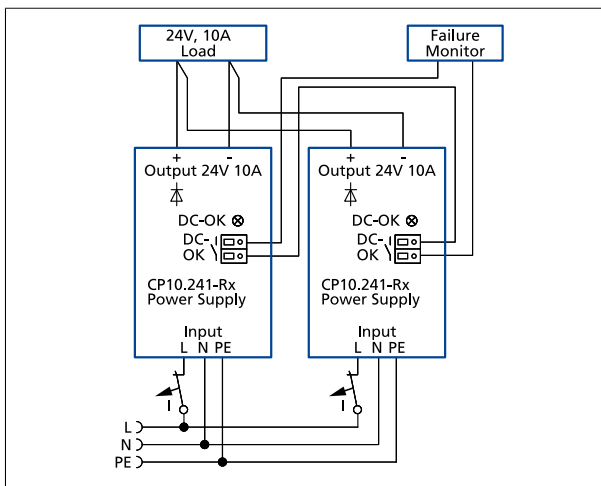 24V, 10A
Load
Failure
Monitor
+ -
Output 24V 10A
DC-OK
DC-
OK
CP10.241-Rx
Power Supply
Input
L N PE
I
+ -
Output 24V 10A
DC-OK
DC-
OK
CP10.241-Rx
Power Supply
Input
L N PE
I
L
N
PE